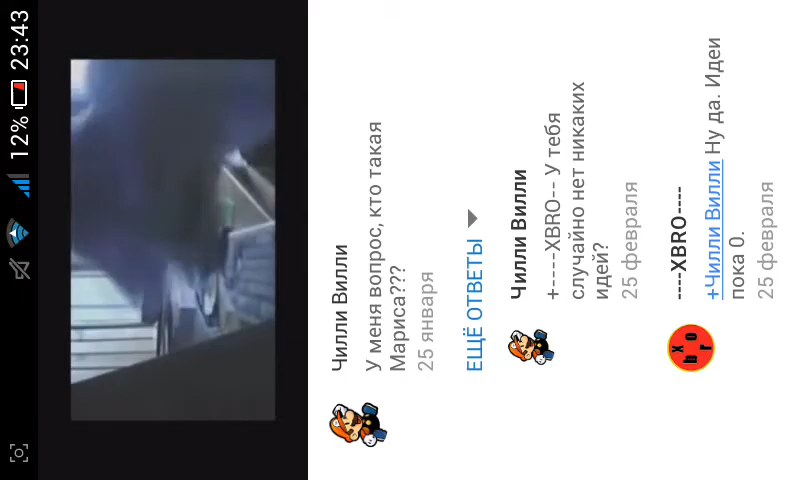 12% 23:43
Чилли Вилли
У меня вопрос, кто такая
Мариса???
25 января
ЕЩЁ ОТВЕТЫ
Чилли Вилли
+----XBRO-- У тебя
случайно нет никаких
идей?
25 февраля
x
b o
r
----XBRO----
+Чилли Вилли Ну да. Идеи
пока 0.
25 февраля